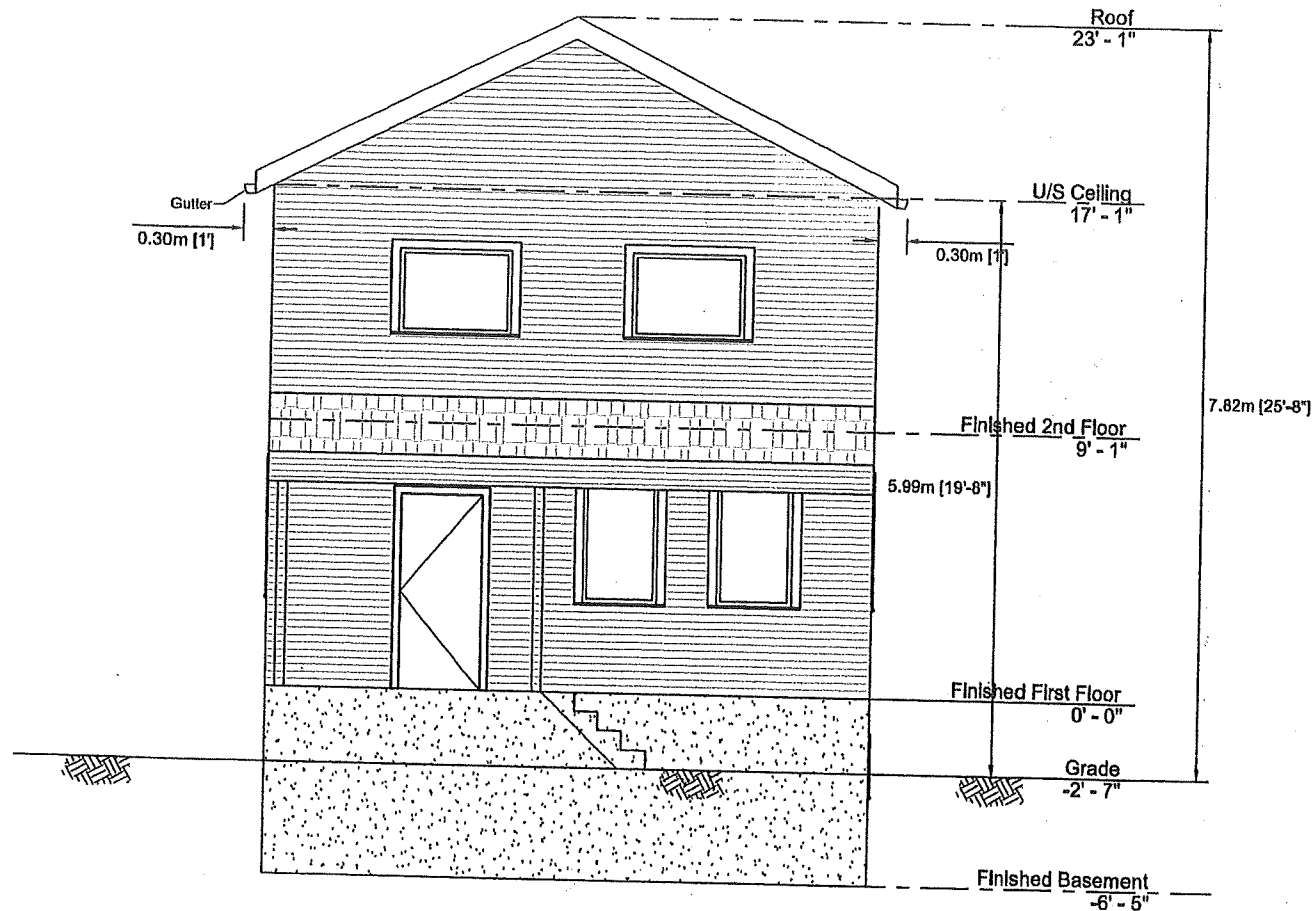 Roof
23' - 1"
U/S Ceiling
17' - 1"
Gutter
0.30m [1']
0.30m [1']
7.82m [25'-8"]
Finished 2nd Floor
9' - 1"
5.99m [19'-8"]
Finished First Floor
0' - 0"
Grade
-2' - 7"
Finished Basement
-6' - 5"